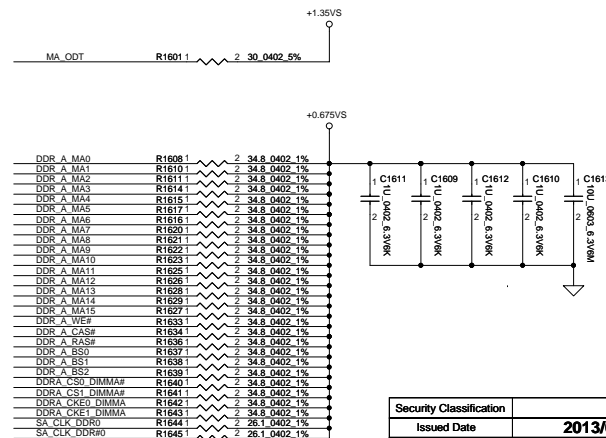 +1.35VS
MA_ODT R1601 1 2 30_0402_5%
+0.675VS
DDR_A_MA0 R1608 1 2 34.8_0402_1%
DDR_A_MA1 R1610 1 2 34.8_0402_1%
DDR_A_MA2 R1611 1 2 34.8_0402_1%
DDR_A_MA3 R1614 1 2 34.8_0402_1%
DDR_A_MA4 R1615 1 2 34.8_0402_1%
DDR_A_MA5 R1617 1 2 34.8_0402_1%
DDR_A_MA6 R1616 1 2 34.8_0402_1%
DDR_A_MA7 R1620 1 2 34.8_0402_1%
DDR_A_MA8 R1621 1 2 34.8_0402_1%
DDR_A_MA9 R1622 1 2 34.8_0402_1%
DDR_A_MA10 R1623 1 2 34.8_0402_1%
DDR_A_MA11 R1625 1 2 34.8_0402_1%
DDR_A_MA12 R1626 1 2 34.8_0402_1%
DDR_A_MA13 R1628 1 2 34.8_0402_1%
DDR_A_MA14 R1629 1 2 34.8_0402_1%
DDR_A_MA15 R1627 1 2 34.8_0402_1%
DDR_A_WE# R1633 1 2 34.8_0402_1%
DDR_A_CAS# R1634 1 2 34.8_0402_1%
DDR_A_RAS# R1636 1 2 34.8_0402_1%
DDR_A_BS0 R1637 1 2 34.8_0402_1%
DDR_A_BS1 R1638 1 2 34.8_0402_1%
DDR_A_BS2 R1639 1 2 34.8_0402_1%
DDRA_CS0_DIMMA# R1640 1 2 34.8_0402_1%
DDRA_CS1_DIMMA# R1641 1 2 34.8_0402_1%
DDRA_CKE0_DIMMA R1642 1 2 34.8_0402_1%
DDRA_CKE1_DIMMA R1643 1 2 34.8_0402_1%
SA_CLK_DDR0 R1644 1 2 26.1_0402_1%
SA_CLK_DDR#0 R1645 1 2 26.1_0402_1%
1 C1611 2 1U_0402_6.3V6K
1 C1609 2 1U_0402_6.3V6K
1 C1612 2 1U_0402_6.3V6K
1 C1610 2 1U_0402_6.3V6K
1 C1613 2 10U_0603_6.3V6M
Security Classification
Issued Date 2013/